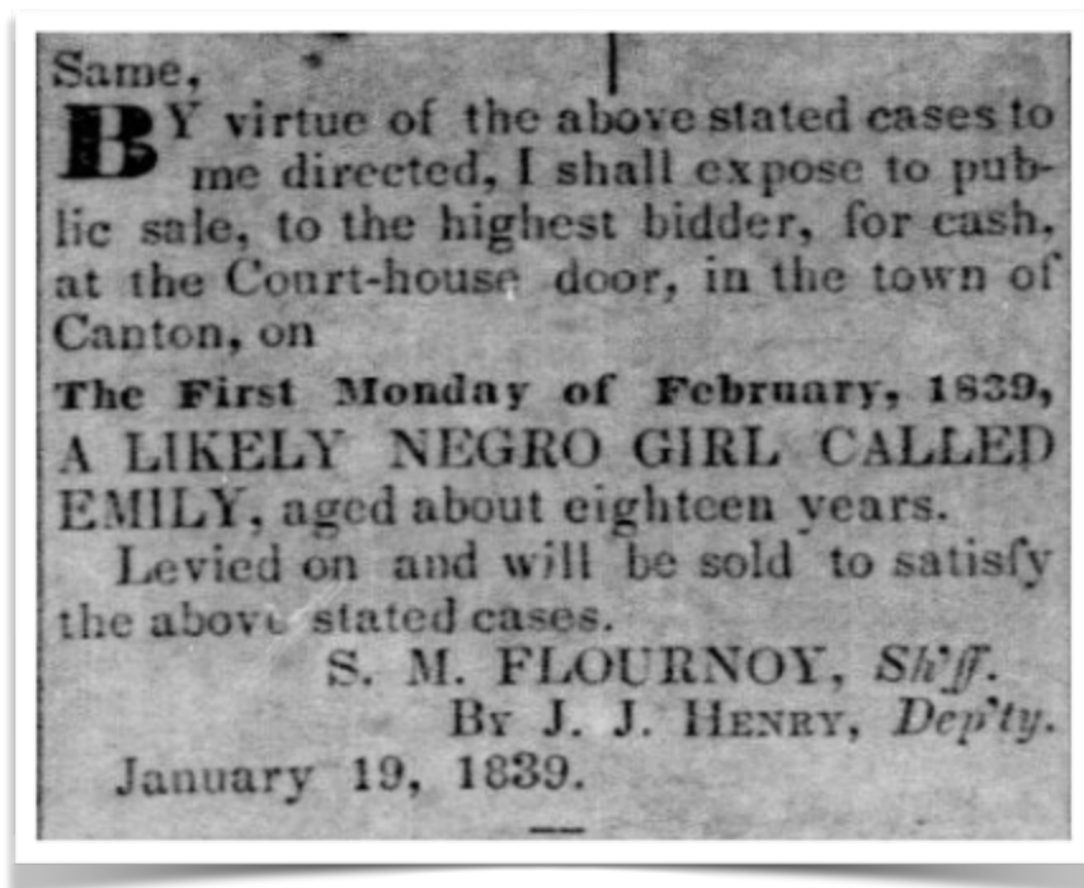 Same,
BY virtue of the above stated cases to
me directed, I shall expose to pub-
lic sale, to the highest bidder, for cash,
at the Court-house door, in the town of
Canton, on
The First Monday of February, 1839,
A LIKELY NEGRO GIRL CALLED
EMILY, aged about eighteen years.
Levied on and will be sold to satisfy
the above stated cases.
S. M. FLOURNOY, Sh'ff.
By J. J. Henry, Dep'ty.
January 19, 1839.